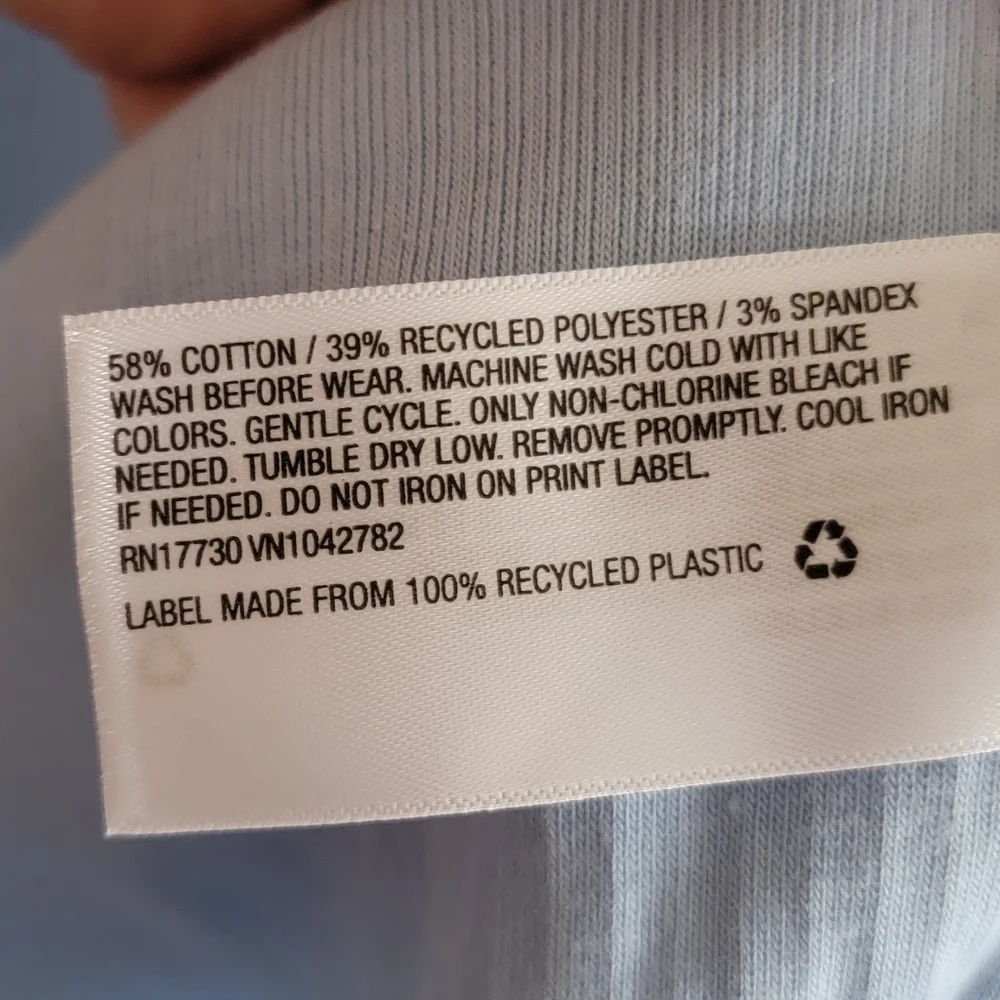 58% COTTON / 39% RECYCLED POLYESTER / 3% SPANDEX
WASH BEFORE WEAR. MACHINE WASH COLD WITH LIKE
COLORS. GENTLE CYCLE. ONLY NON-CHLORINE BLEACH IF
NEEDED. TUMBLE DRY LOW. REMOVE PROMPTLY. COOL IRON
IF NEEDED. DO NOT IRON ON PRINT LABEL.
RN17730 VN1042782
LABEL MADE FROM 100% RECYCLED PLASTIC